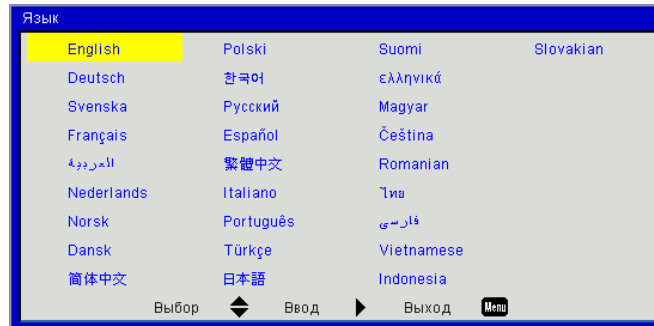 Язык
English Polski Suomi Slovakian
Deutsch 한국어 ελληνικά
Svenska Русский Magyar
Français Español Čeština
العربية 繁體中文 Romanian
Nederlands Italiano ไทย
Norsk Português فارسی
Dansk Türkçe Vietnamese
简体中文 日本語 Indonesia
Выбор Ввод Выход Menu